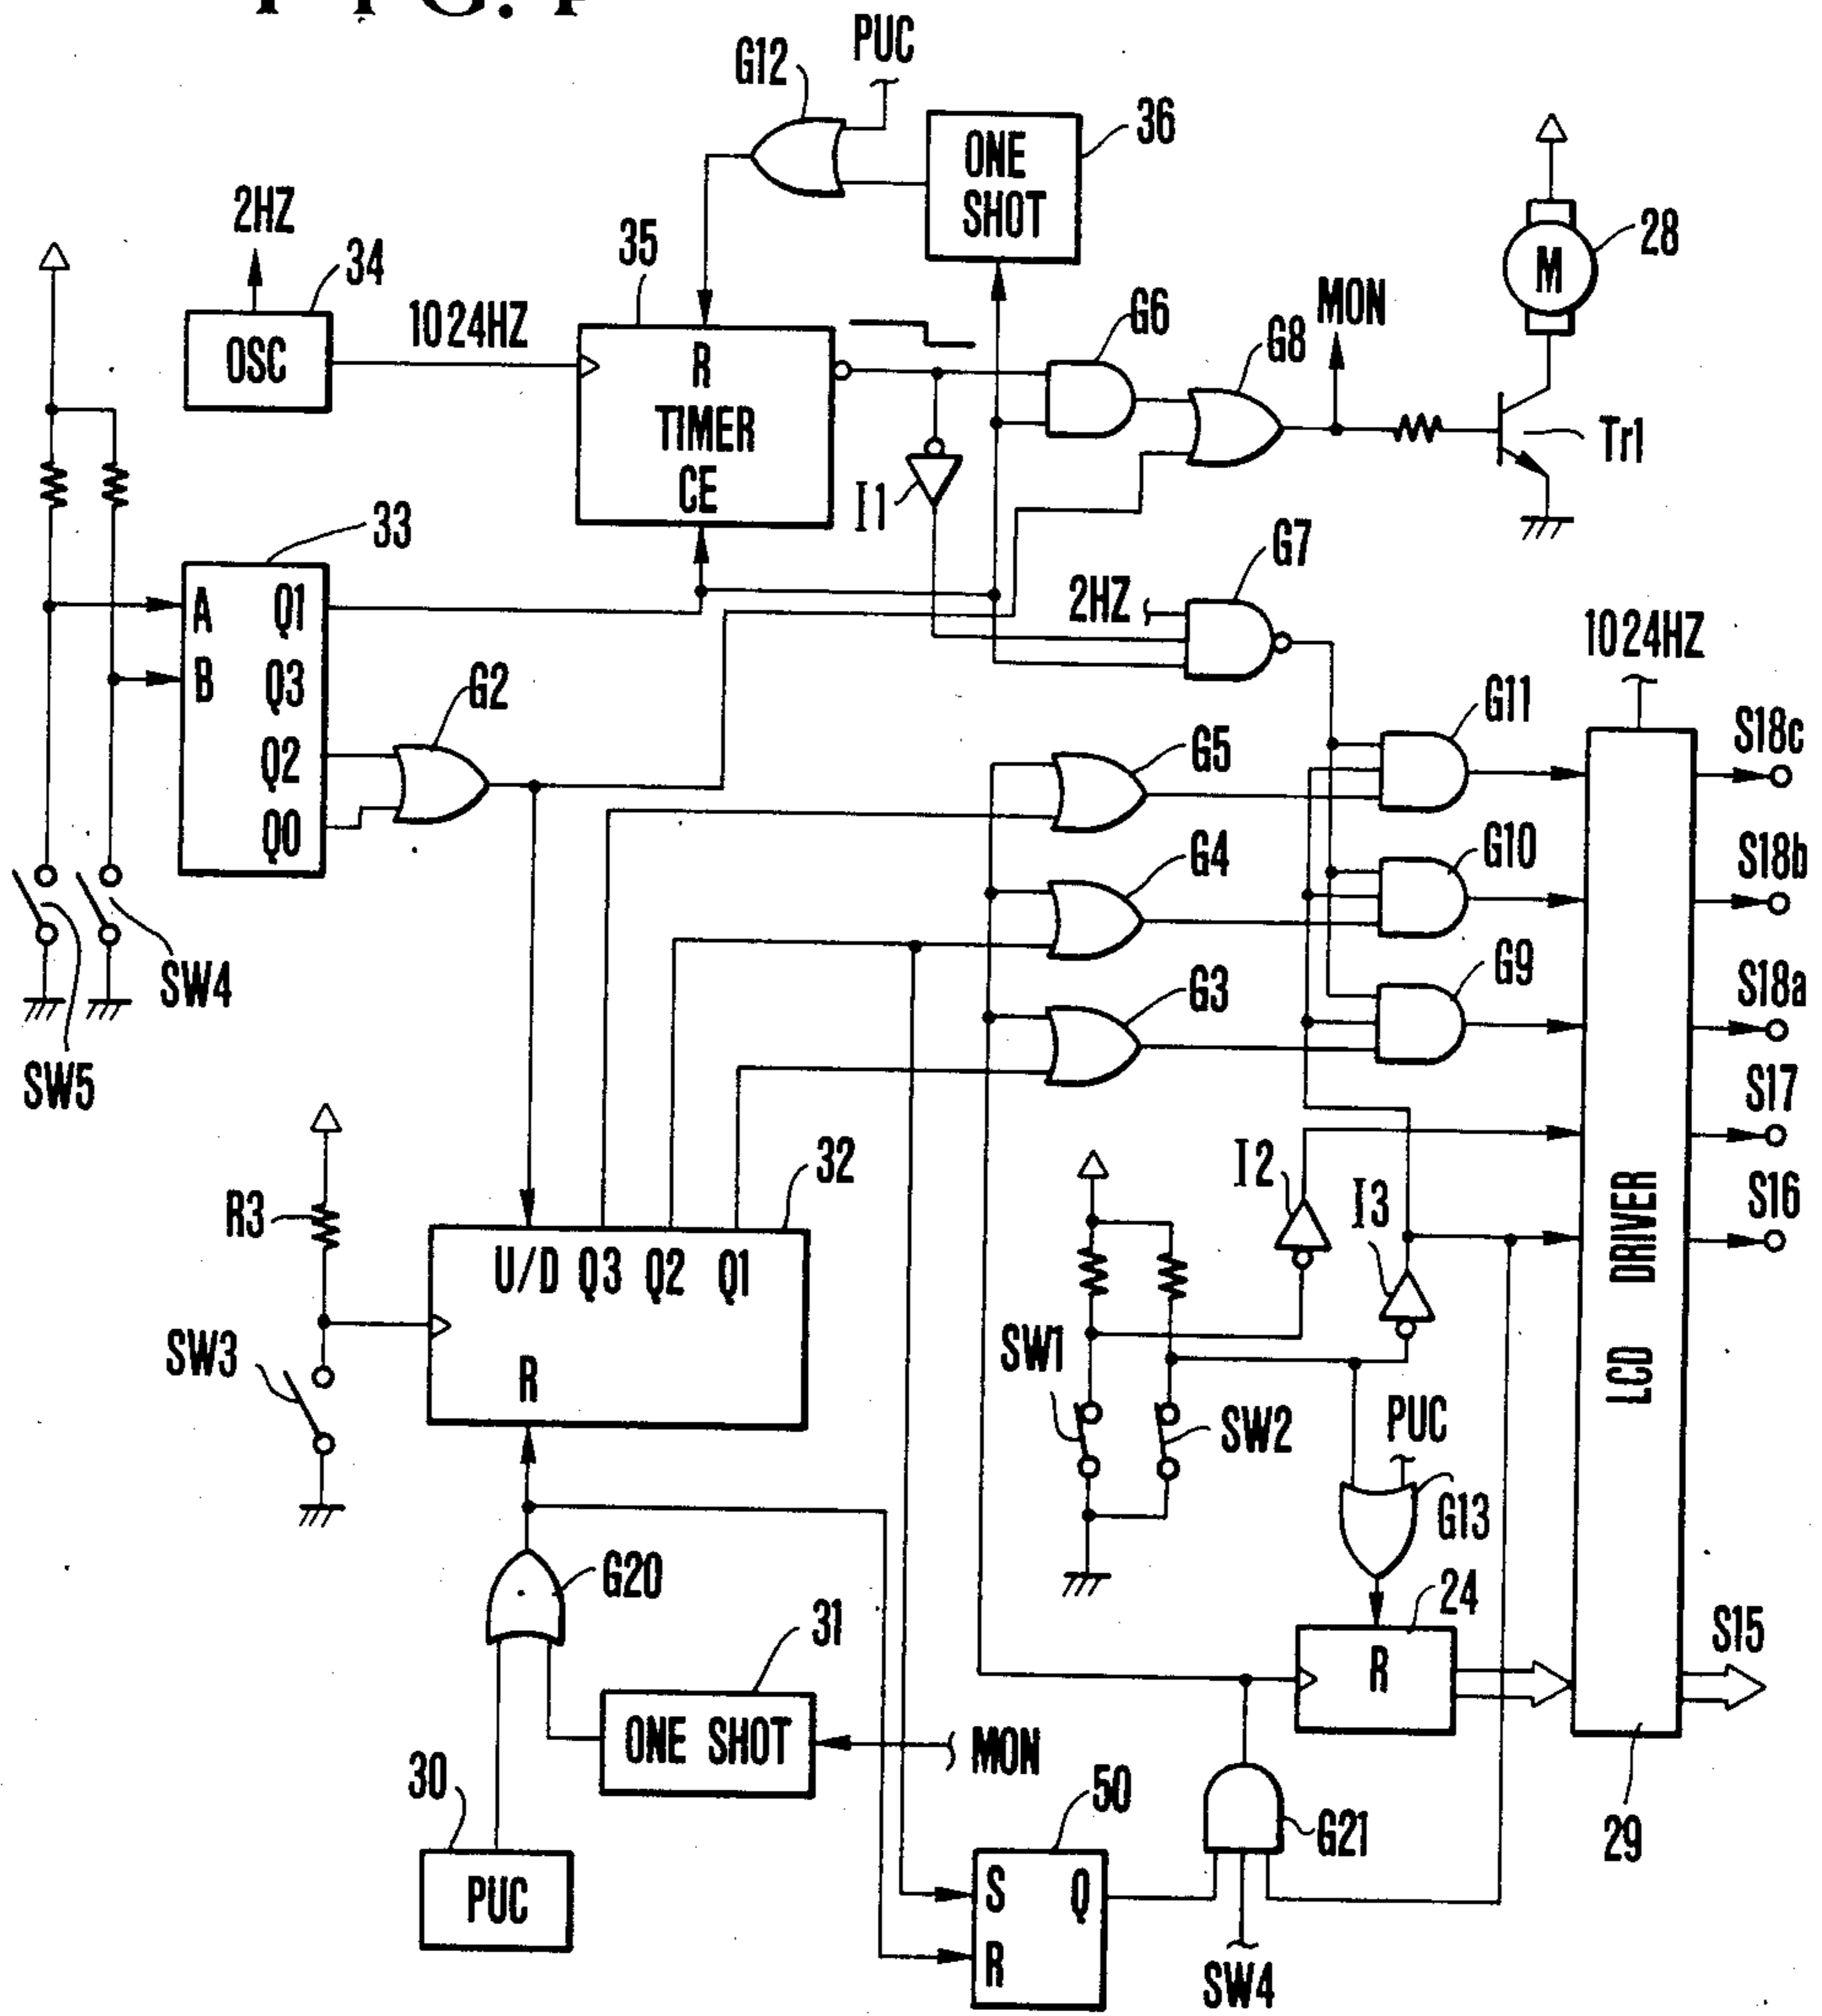 FIG. 1
PUC
G12
36
ONE SHOT
2HZ
34
35
28
M
OSC
1024HZ
R
TIMER
CE
G6
G8
MON
Tr1
I1
33
A
B
Q1
Q3
Q2
Q0
G2
G7
2HZ
1024HZ
G11
S18c
G5
G10
S18b
G4
G9
S18a
G3
SW4
SW5
S17
S16
R3
32
I2
I3
U/D Q3 Q2 Q1
R
SW3
SW1
SW2
LCD DRIVER
PUC
G13
G20
31
24
R
S15
ONE SHOT
MON
30
PUC
50
S
Q
R
G21
SW4
29